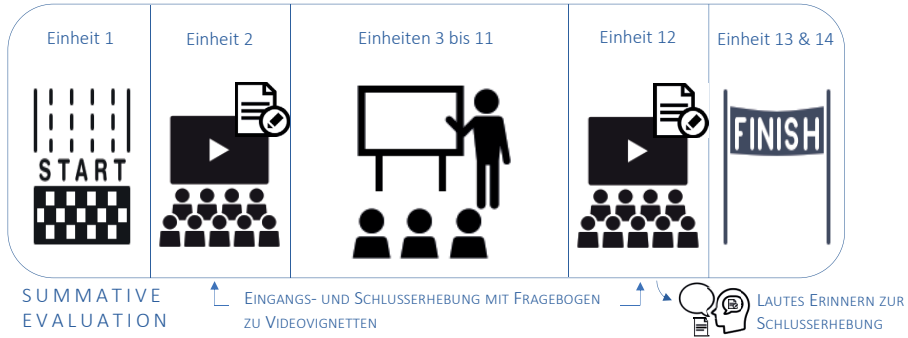 Einheit 1
Einheit 2
Einheiten 3 bis 11
Einheit 12
Einheit 13 & 14
START
FINISH
SUMMATIVE
EVALUATION
EINGANGS- UND SCHLUSSERHEBUNG MIT FRAGEBOGEN
ZU VIDEOVIGNETTEN
LAUTES ERINNERN ZUR
SCHLUSSERHEBUNG